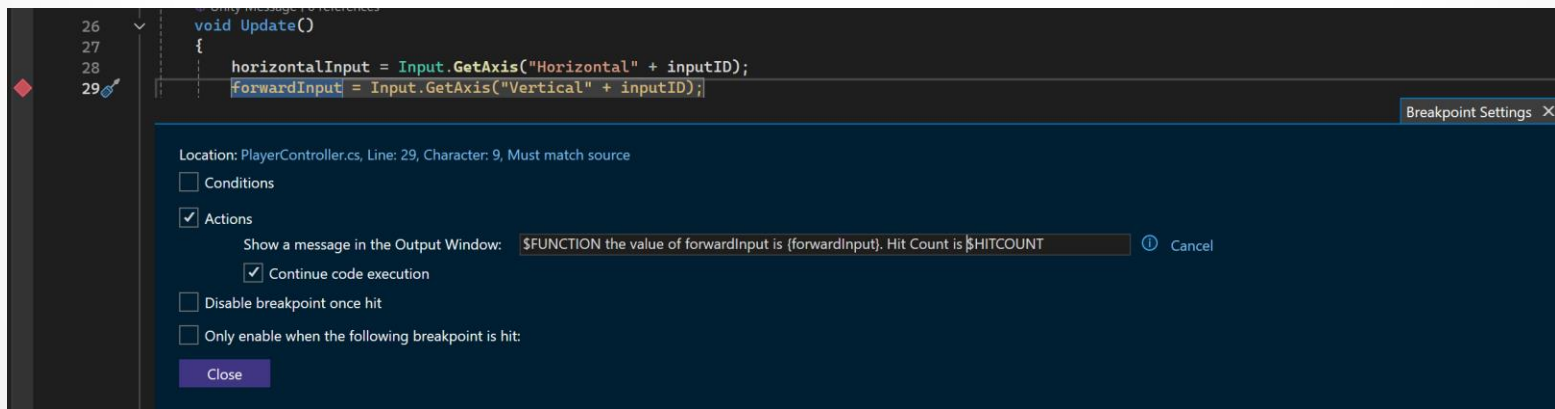 26 void Update()
27 {
28 horizontalInput = Input.GetAxis("Horizontal" + inputID);
29 forwardInput = Input.GetAxis("Vertical" + inputID);
Breakpoint Settings
Location: PlayerController.cs, Line: 29, Character: 9, Must match source
Conditions
Actions
Show a message in the Output Window: $FUNCTION the value of forwardInput is {forwardInput}. Hit Count is $HITCOUNT Cancel
Continue code execution
Disable breakpoint once hit
Only enable when the following breakpoint is hit:
Close